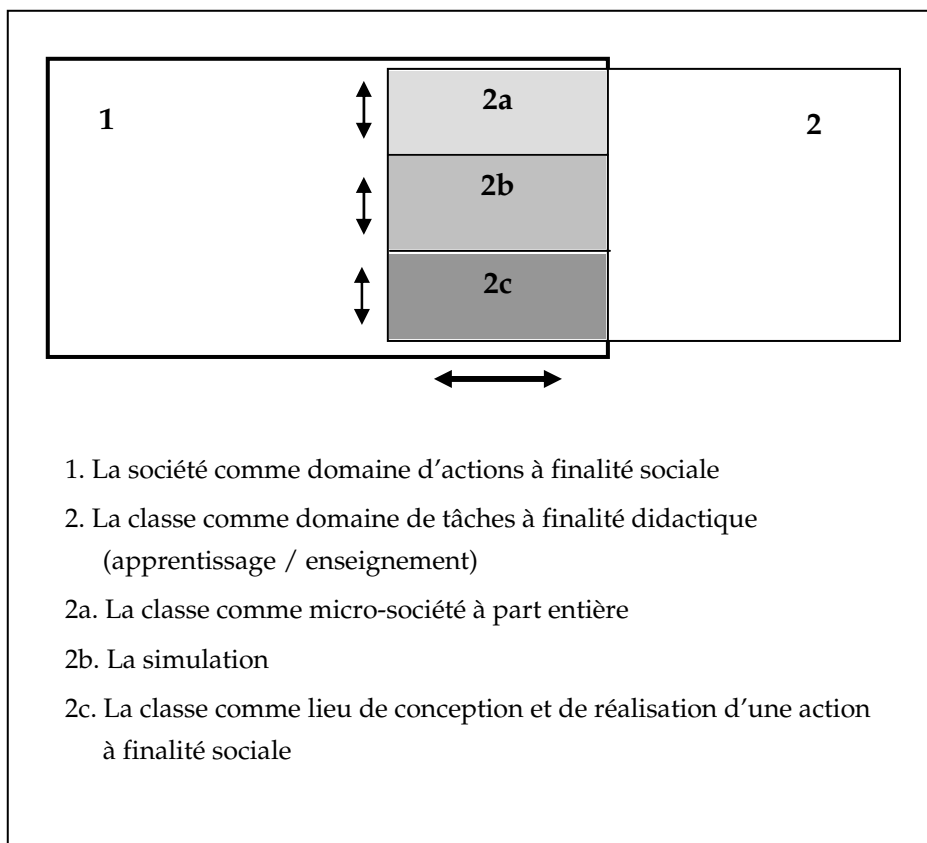 1
2a
2
2b
2c
1. La société comme domaine d’actions à finalité sociale
2. La classe comme domaine de tâches à finalité didactique
(apprentissage / enseignement)
2a. La classe comme micro-société à part entière
2b. La simulation
2c. La classe comme lieu de conception et de réalisation d’une action
à finalité sociale